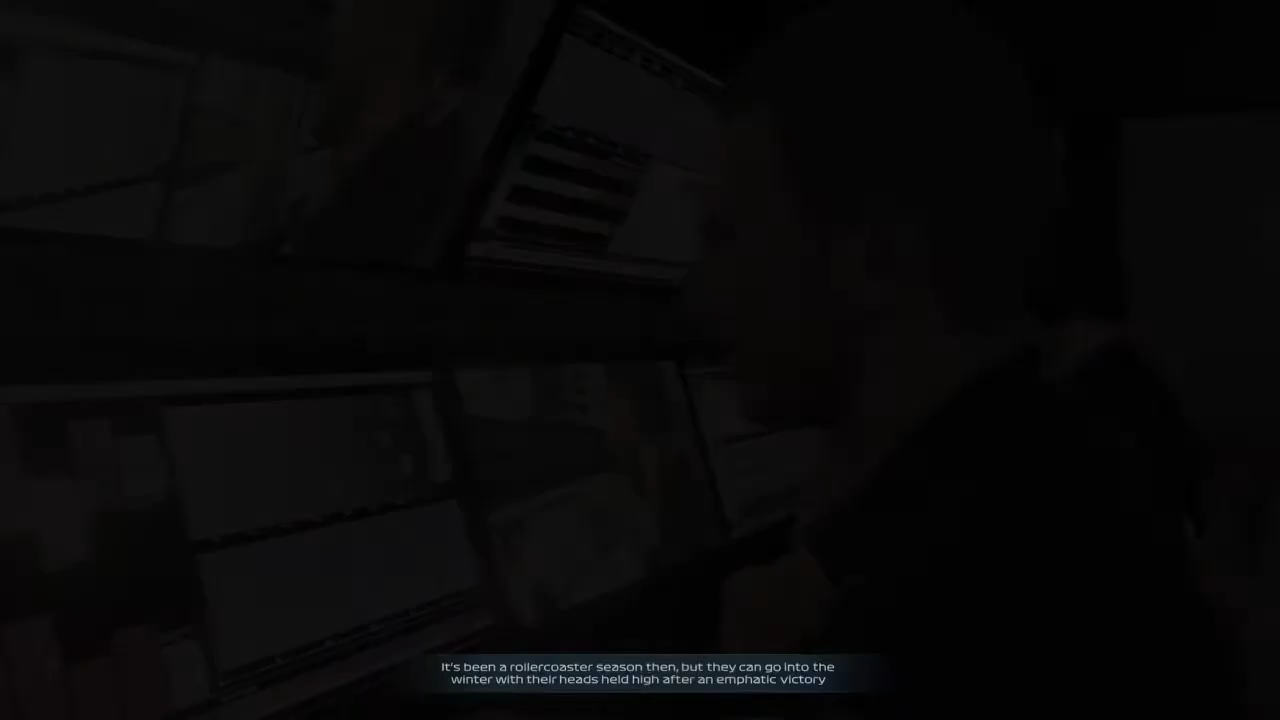 It's been a rollercoaster season then, but they can go into the
winter with their heads held high after an emphatic victory